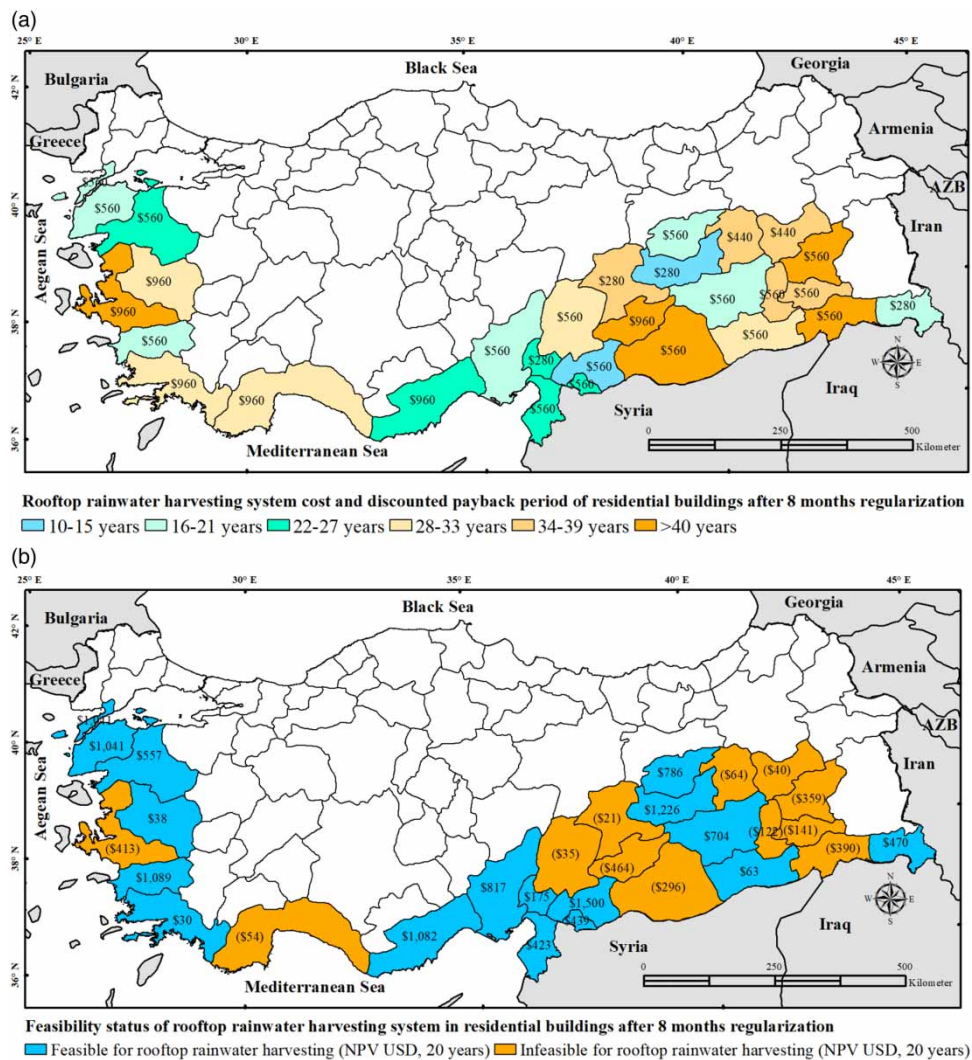 (a)
25° E 30° E 35° E 40° E 45° E
Black Sea
Georgia
Bulgaria
42° N
Armenia
Greece
AZB
40° N
Iran
$560
$560
$560
$440
$440
$560
$280
$280
$960
$560
$560
$560
Aegean Sea
$960
$560
$960
$560
$280
38° N
$560
$560
$560
$560
$280
$560
$560
$960
$960
$960
$560
$560
Syria
Iraq
N
W E
S
Mediterranean Sea
36° N
0 250 500
Kilometer
Rooftop rainwater harvesting system cost and discounted payback period of residential buildings after 8 months regularization
10-15 years 16-21 years 22-27 years 28-33 years 34-39 years >40 years
(b)
25° E 30° E 35° E 40° E 45° E
Black Sea
Georgia
Bulgaria
42° N
Armenia
Greece
AZB
40° N
Iran
$1,041
$557
$786
($64)
($40)
($359)
$1,226
($21)
$38
$704
($122)
($141)
Aegean Sea
($413)
($35)
($390)
$470
38° N
($464)
$1,089
$63
$817
($296)
$175
$1,500
$439
$30
($54)
$1,082
$423
Syria
Iraq
N
W E
S
Mediterranean Sea
36° N
0 250 500
Kilometer
Feasibility status of rooftop rainwater harvesting system in residential buildings after 8 months regularization
Feasible for rooftop rainwater harvesting (NPV USD, 20 years) Infeasible for rooftop rainwater harvesting (NPV USD, 20 years)